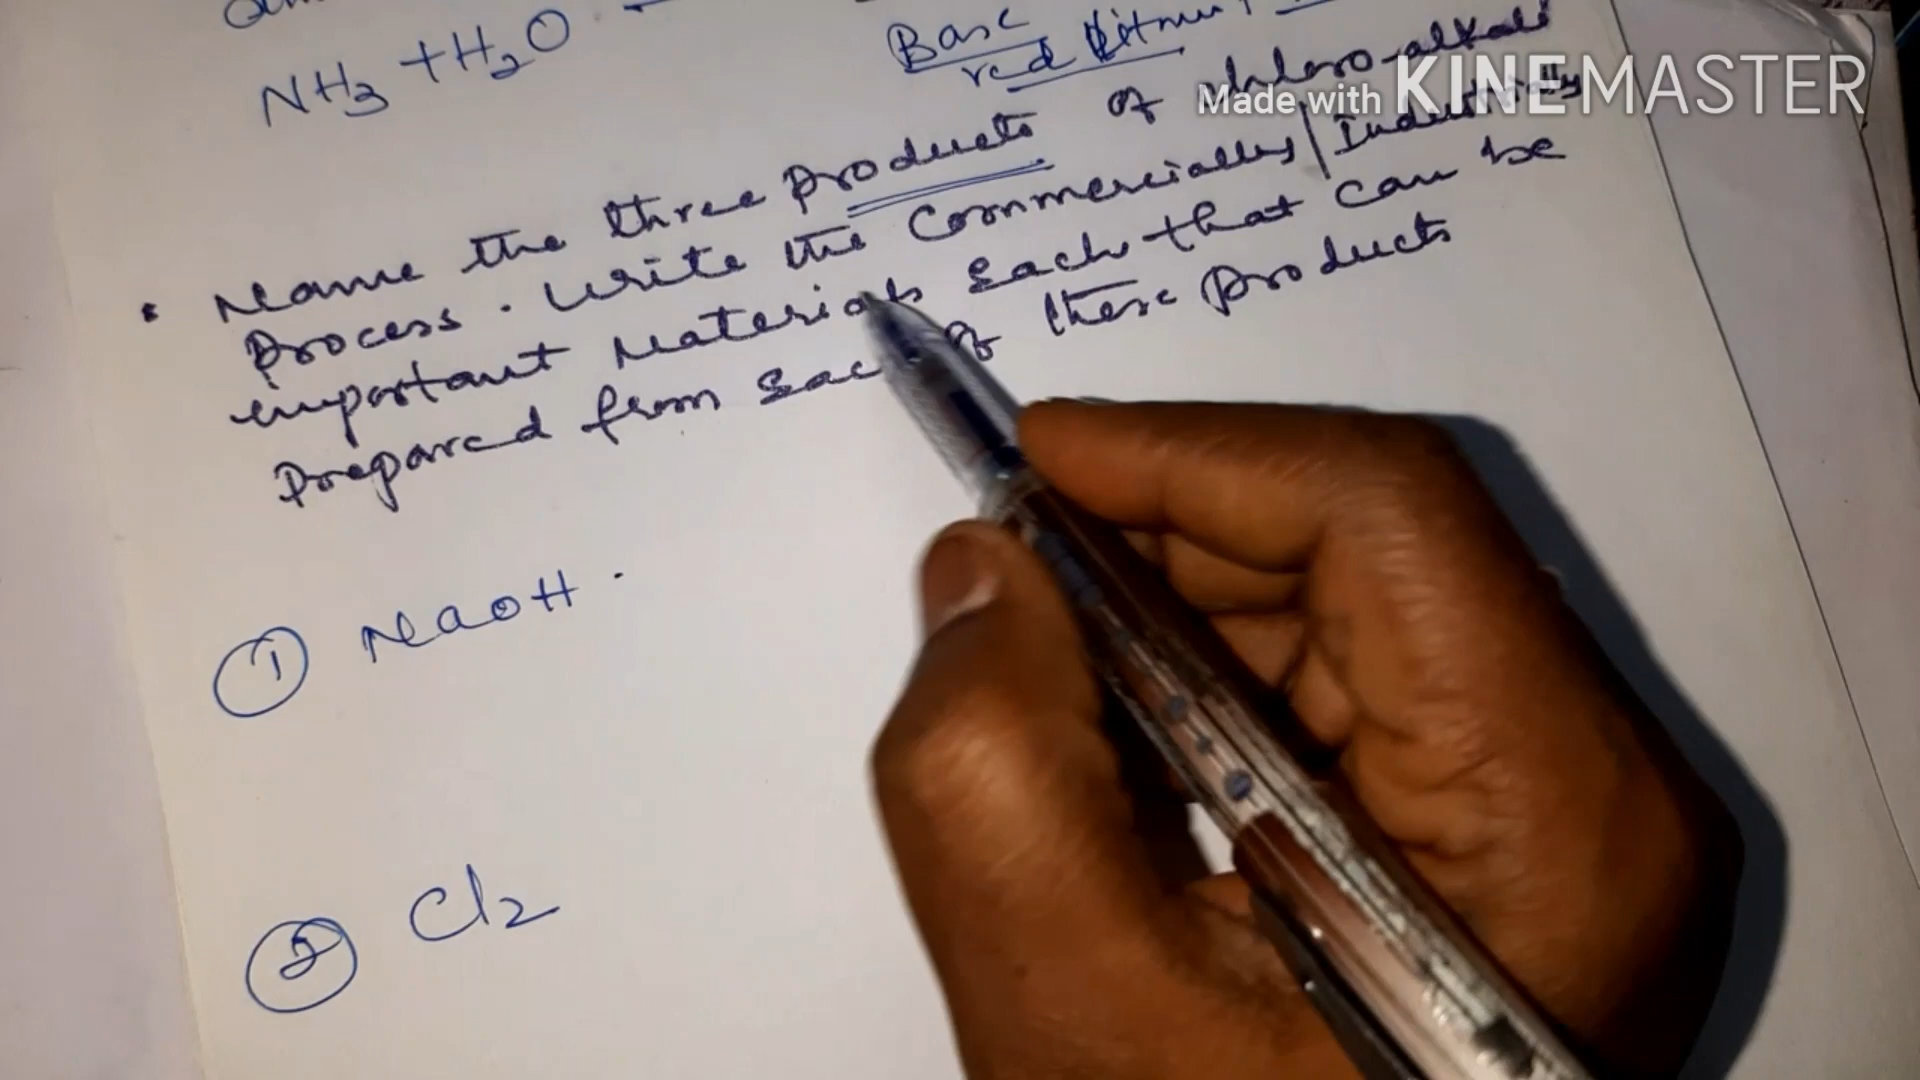 NH3 + H2O
Base
red litmus
Name the three Products of chloro-alkali
Process. Write the Commercially/Industrially
important Materials Each that can be
Prepared from Each of these Products
① NaOH.
② Cl2
Made with KINEMASTER